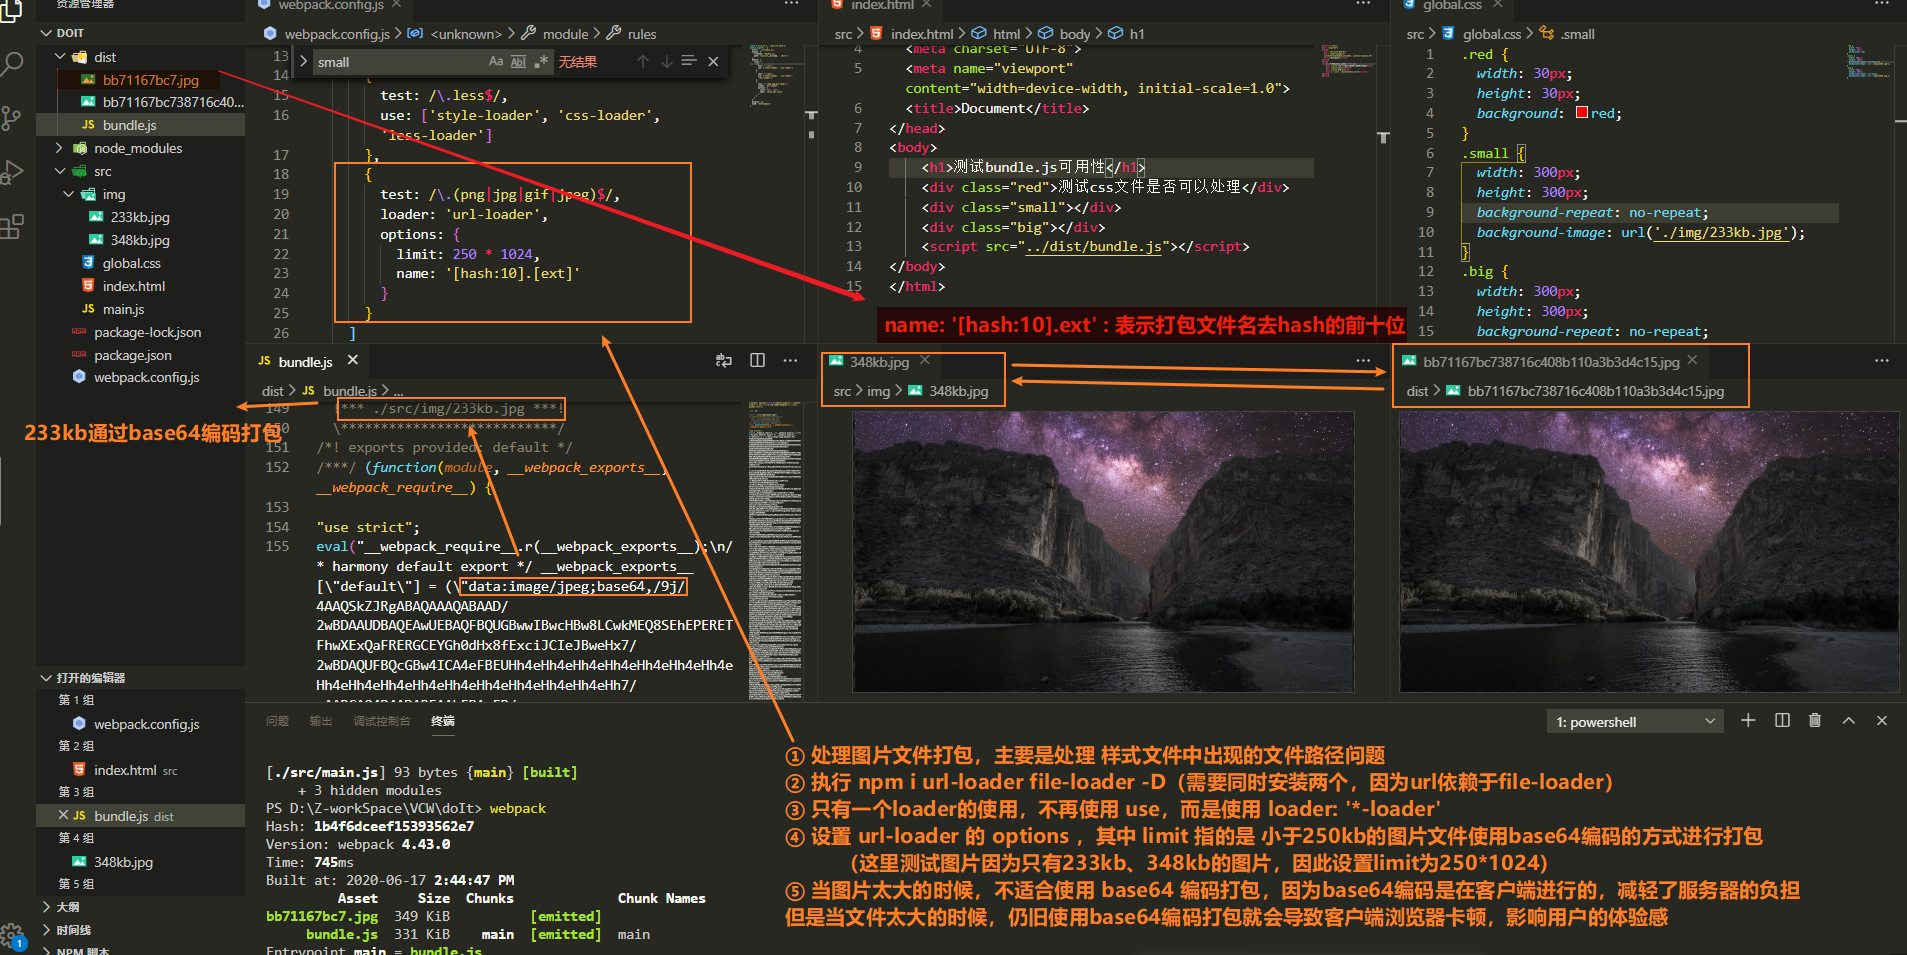 资源管理器
DOIT
dist
bb71167bc7.jpg
bb71167bc738716c40...
JS bundle.js
node_modules
src
img
233kb.jpg
348kb.jpg
global.css
index.html
JS main.js
package-lock.json
package.json
webpack.config.js
233kb通过base64编码打包
打开的编辑器
第 1 组
webpack.config.js
第 2 组
index.html src
第 3 组
JS bundle.js dist
第 4 组
348kb.jpg
第 5 组
大纲
时间线
NPM 脚本
1
webpack.config.js
webpack.config.js > <unknown> > module > rules
small Aa Abl .* 无结果
13
14 {
15 test: /\.less$/,
16 use: ['style-loader', 'css-loader',
'less-loader']
17 },
18 {
19 test: /\.(png|jpg|gif|jpeg)$/,
20 loader: 'url-loader',
21 options: {
22 limit: 250 * 1024,
23 name: '[hash:10].[ext]'
24 }
25 }
26 ]
index.html
src > index.html > html > body > h1
4 <meta charset="UTF-8">
5 <meta name="viewport"
content="width=device-width, initial-scale=1.0">
6 <title>Document</title>
7 </head>
8 <body>
9 <h1>测试bundle.js可用性</h1>
10 <div class="red">测试css文件是否可以处理</div>
11 <div class="small"></div>
12 <div class="big"></div>
13 <script src="../dist/bundle.js"></script>
14 </body>
15 </html>
name: '[hash:10].ext' : 表示打包文件名去hash的前十位
global.css
src > global.css > .small
1 .red {
2 width: 30px;
3 height: 30px;
4 background: red;
5 }
6 .small {
7 width: 300px;
8 height: 300px;
9 background-repeat: no-repeat;
10 background-image: url('./img/233kb.jpg');
11 }
12 .big {
13 width: 300px;
14 height: 300px;
15 background-repeat: no-repeat;
JS bundle.js
dist > JS bundle.js > ...
149 !*** ./src/img/233kb.jpg ***!
150 \***************************/
151 /*! exports provided: default */
152 /***/ (function(module, __webpack_exports__,
__webpack_require__) {
153
154 "use strict";
155 eval("__webpack_require__.r(__webpack_exports__);\n/
* harmony default export */ __webpack_exports__
[\"default\"] = (\"data:image/jpeg;base64,/9j/
4AAQSkZJRgABAQAAAQABAAD/
2wBDAAUDBAQEAwUEBAQFBQUGBwwIBwcHBw8LCwkMEQ8SEhEPERET
FhwXExQaFRERGCEYGh0dHx8fExciJCIeJBweHx7/
2wBDAQUFBQcGBw4ICA4eFBEUHh4eHh4eHh4eHh4eHh4eHh4eHh4e
Hh4eHh4eHh4eHh4eHh4eHh4eHh4eHh4eHh4eHh7/
348kb.jpg
src > img > 348kb.jpg
bb71167bc738716c408b110a3b3d4c15.jpg
dist > bb71167bc738716c408b110a3b3d4c15.jpg
问题 输出 调试控制台 终端
1: powershell
[./src/main.js] 93 bytes {main} [built]
+ 3 hidden modules
PS D:\Z-workSpace\VCW\doIt> webpack
Hash: 1b4f6dceef15393562e7
Version: webpack 4.43.0
Time: 745ms
Built at: 2020-06-17 2:44:47 PM
Asset Size Chunks Chunk Names
bb71167bc7.jpg 349 KiB [emitted]
bundle.js 331 KiB main [emitted] main
Entrypoint main = bundle.js
① 处理图片文件打包，主要是处理 样式文件中出现的文件路径问题
② 执行 npm i url-loader file-loader -D（需要同时安装两个，因为url依赖于file-loader）
③ 只有一个loader的使用，不再使用 use，而是使用 loader: '*-loader'
④ 设置 url-loader 的 options ，其中 limit 指的是 小于250kb的图片文件使用base64编码的方式进行打包
（这里测试图片因为只有233kb、348kb的图片，因此设置limit为250*1024）
⑤ 当图片太大的时候，不适合使用 base64 编码打包，因为base64编码是在客户端进行的，减轻了服务器的负担
但是当文件太大的时候，仍旧使用base64编码打包就会导致客户端浏览器卡顿，影响用户的体验感